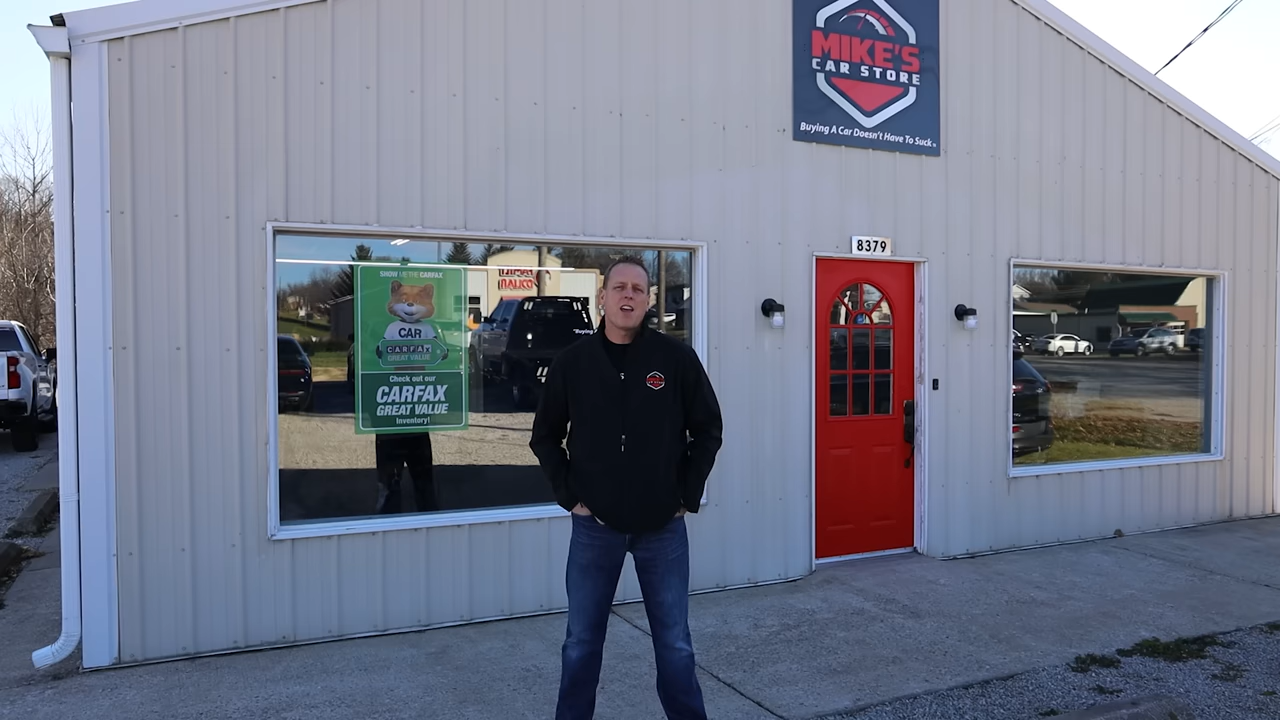 MIKE'S
CAR STORE
Buying A Car Doesn't Have To Suck
8379
SHOW ME THE CARFAX
CAR
CARFAX
GREAT VALUE
Check out our
CARFAX
GREAT VALUE
Inventory!
"Buying